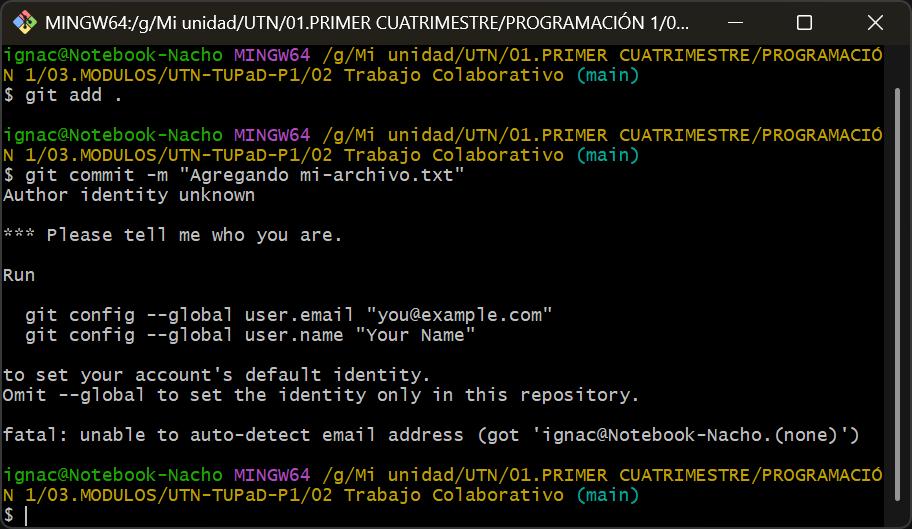 MINGW64:/g/Mi unidad/UTN/01.PRIMER CUATRIMESTRE/PROGRAMACIÓN 1/0...
ignac@Notebook-Nacho MINGW64 /g/Mi unidad/UTN/01.PRIMER CUATRIMESTRE/PROGRAMACIÓ
N 1/03.MODULOS/UTN-TUPaD-P1/02 Trabajo Colaborativo (main)
$ git add .
ignac@Notebook-Nacho MINGW64 /g/Mi unidad/UTN/01.PRIMER CUATRIMESTRE/PROGRAMACIÓ
N 1/03.MODULOS/UTN-TUPaD-P1/02 Trabajo Colaborativo (main)
$ git commit -m "Agregando mi-archivo.txt"
Author identity unknown
*** Please tell me who you are.
Run
git config --global user.email "you@example.com"
git config --global user.name "Your Name"
to set your account's default identity.
Omit --global to set the identity only in this repository.
fatal: unable to auto-detect email address (got 'ignac@Notebook-Nacho.(none)')
ignac@Notebook-Nacho MINGW64 /g/Mi unidad/UTN/01.PRIMER CUATRIMESTRE/PROGRAMACIÓ
N 1/03.MODULOS/UTN-TUPaD-P1/02 Trabajo Colaborativo (main)
$